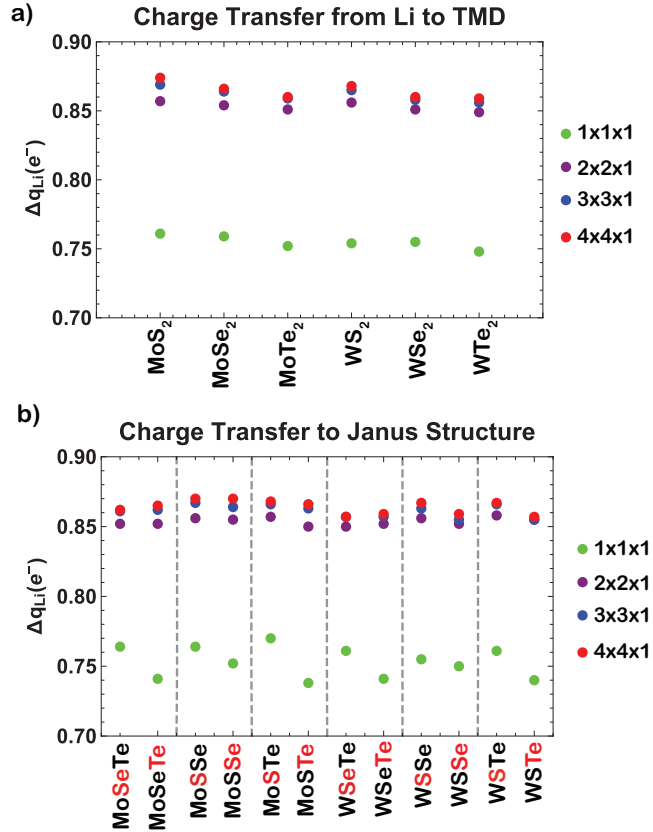 a)
Charge Transfer from Li to TMD
0.90
0.85
0.80
0.75
0.70
Δq_Li(e⁻)
MoS₂
MoSe₂
MoTe₂
WS₂
WSe₂
WTe₂
1x1x1
2x2x1
3x3x1
4x4x1
b)
Charge Transfer to Janus Structure
0.90
0.85
0.80
0.75
0.70
Δq_Li(e⁻)
MoSeTe
MoSeTe
MoSSe
MoSSe
MoSTe
MoSTe
WSeTe
WSeTe
WSSe
WSSe
WSTe
WSTe
1x1x1
2x2x1
3x3x1
4x4x1